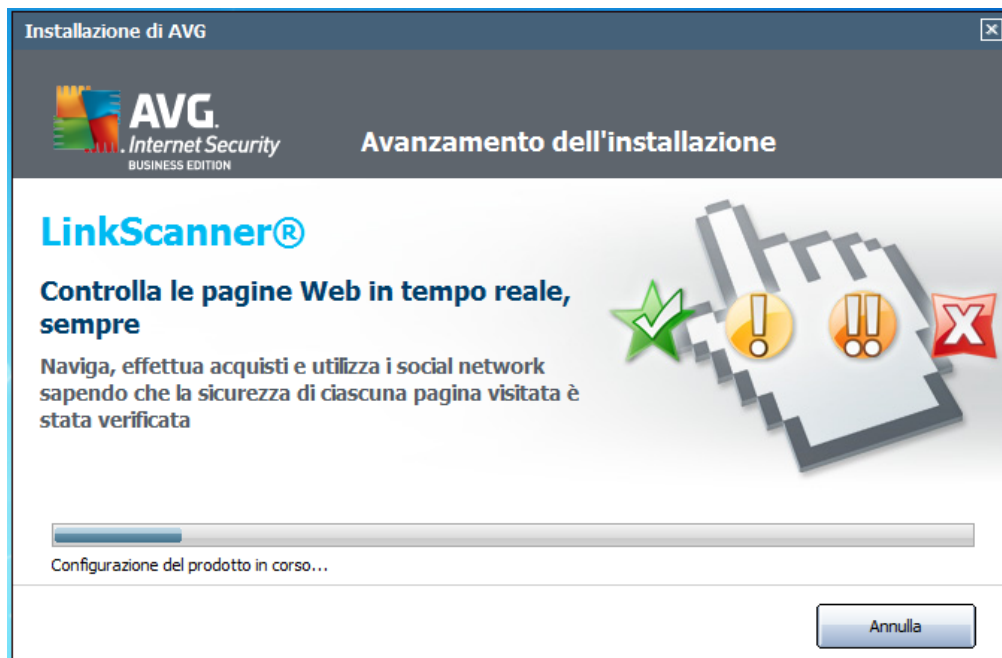 Installazione di AVG
AVG.
Internet Security
BUSINESS EDITION
Avanzamento dell'installazione
LinkScanner®
Controlla le pagine Web in tempo reale,
sempre
Naviga, effettua acquisti e utilizza i social network
sapendo che la sicurezza di ciascuna pagina visitata è
stata verificata
Configurazione del prodotto in corso...
Annulla